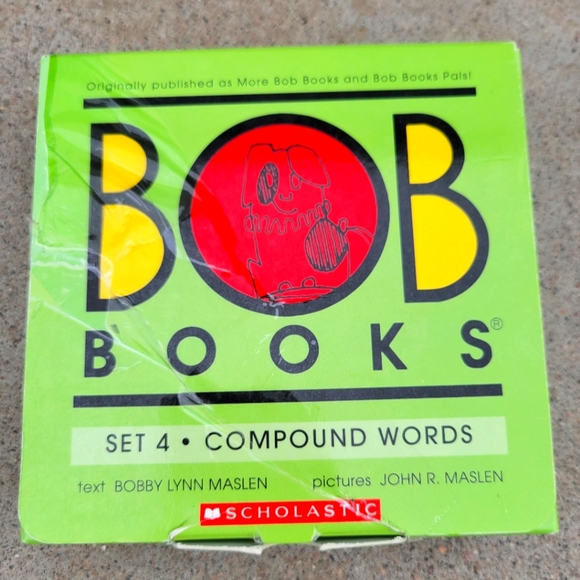 Originally published as More Bob Books and Bob Books Pals!
BOB
BOOKS®
SET 4 • COMPOUND WORDS
text BOBBY LYNN MASLEN pictures JOHN R. MASLEN
SCHOLASTIC